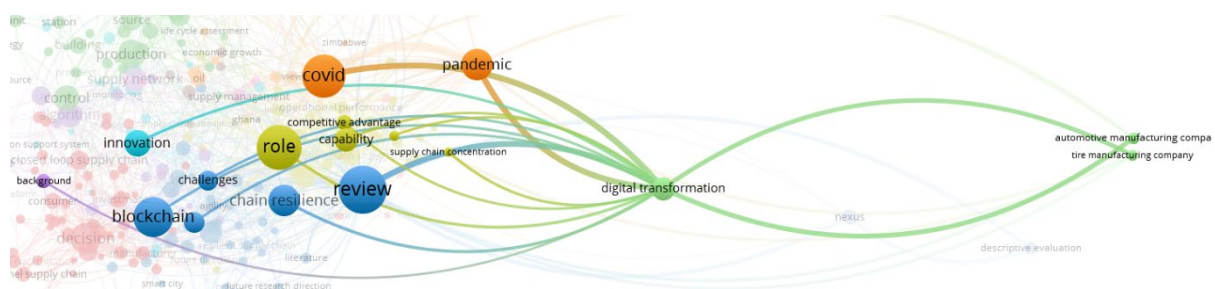 station
source
life cycle assessment
building
production
economic growth
zimbabwe
covid
pandemic
supply network
oil
control
supply management
algorithm
operational performance
ghana
competitive advantage
innovation
role
capability
closed loop supply chain
supply chain concentration
background
challenges
review
digital transformation
automotive manufacturing compa
tire manufacturing company
consumer
chain resilience
agility
blockchain
nexus
decision
descriptive evaluation
literature
smart city
future research direction